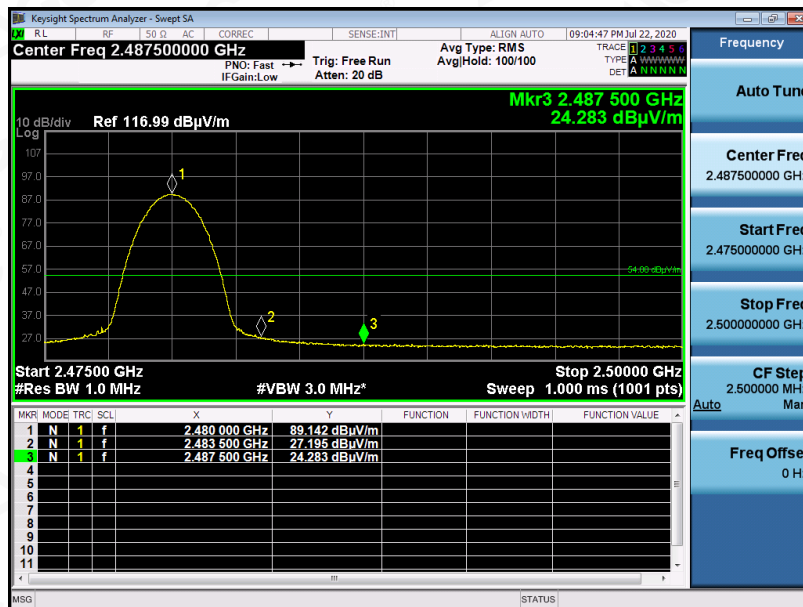 Keysight Spectrum Analyzer - Swept SA
LXI RL RF 50 Ω AC CORREC SENSE:INT ALIGN AUTO 09:04:47 PM Jul 22, 2020
Center Freq 2.487500000 GHz
PNO: Fast
IFGain:Low
Trig: Free Run
Atten: 20 dB
Avg Type: RMS
Avg|Hold: 100/100
TRACE 1 2 3 4 5 6
TYPE A WWWWW
DET A N N N N N
Mkr3 2.487 500 GHz
24.283 dBµV/m
10 dB/div Ref 116.99 dBµV/m
Log
107
97.0
87.0
77.0
67.0
57.0
47.0
37.0
27.0
1
2
3
54.00 dBµV/m
Start 2.47500 GHz Stop 2.50000 GHz
#Res BW 1.0 MHz #VBW 3.0 MHz* Sweep 1.000 ms (1001 pts)
MKR MODE TRC SCL X Y FUNCTION FUNCTION WIDTH FUNCTION VALUE
1 N 1 f 2.480 000 GHz 89.142 dBµV/m
2 N 1 f 2.483 500 GHz 27.195 dBµV/m
3 N 1 f 2.487 500 GHz 24.283 dBµV/m
4
5
6
7
8
9
10
11
MSG STATUS
Frequency
Auto Tune
Center Freq
2.487500000 GHz
Start Freq
2.475000000 GHz
Stop Freq
2.500000000 GHz
CF Step
2.500000 MHz
Auto Man
Freq Offset
0 Hz